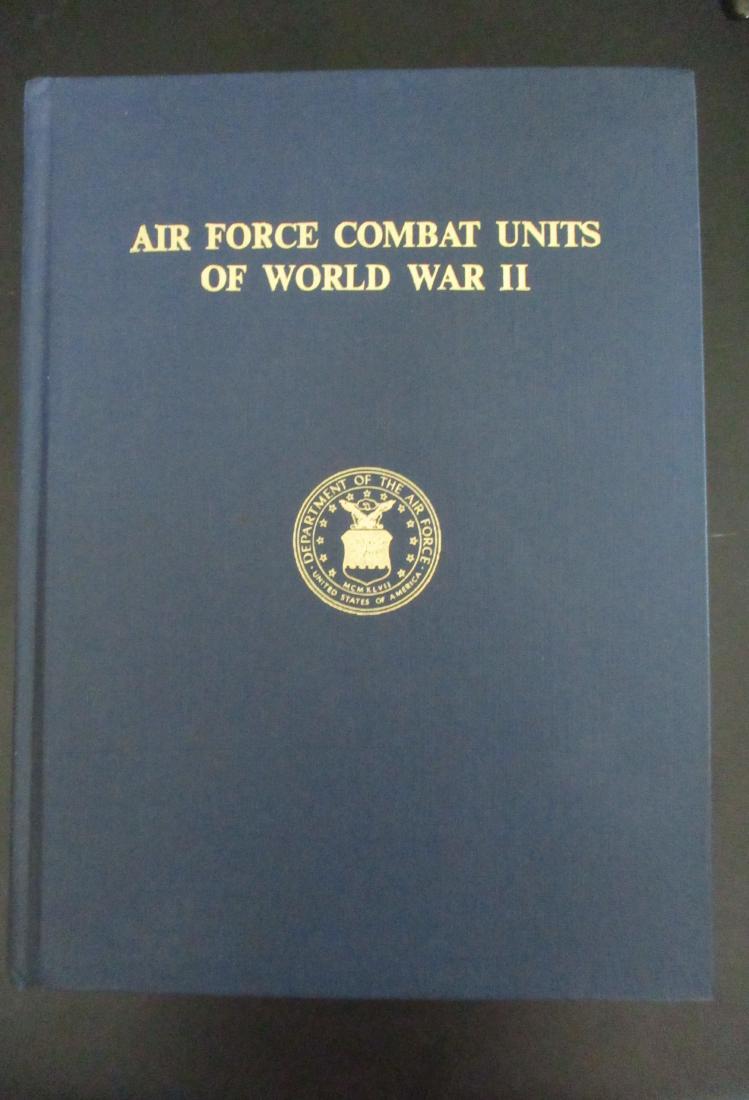 AIR FORCE COMBAT UNITS
OF WORLD WAR II
DEPARTMENT OF THE AIR FORCE
MCMXLVII
· UNITED STATES OF AMERICA ·